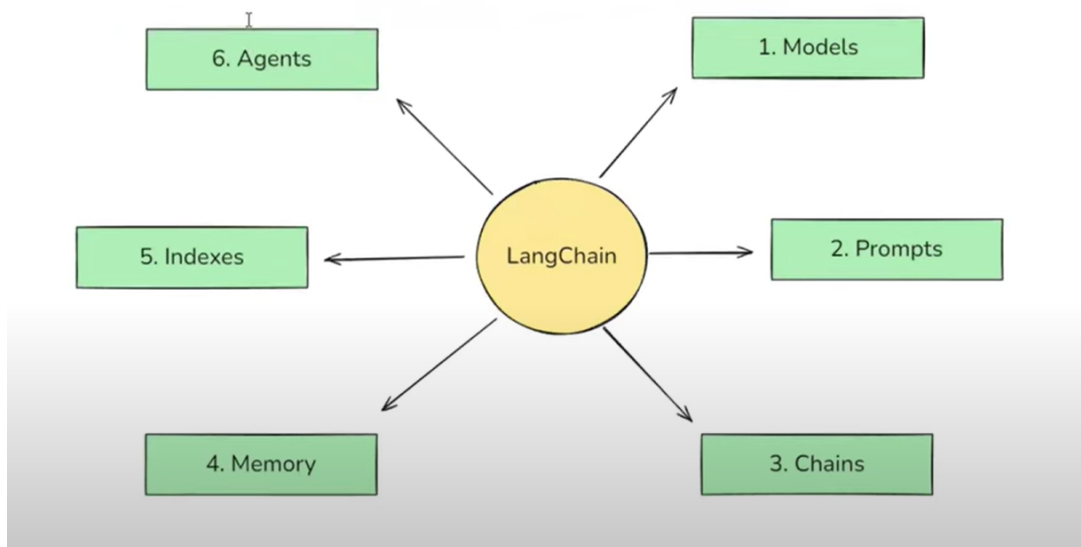 6. Agents
1. Models
5. Indexes
LangChain
2. Prompts
4. Memory
3. Chains